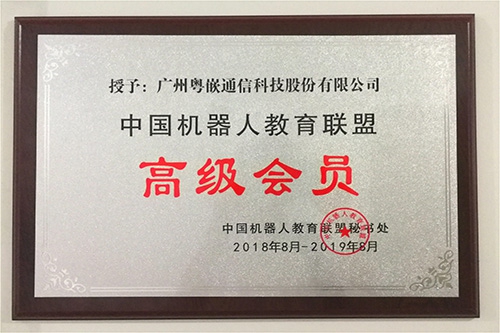 授予：广州粤嵌通信科技股份有限公司
中国机器人教育联盟
高级会员
中国机器人教育联盟秘书处
2018年8月-2019年8月